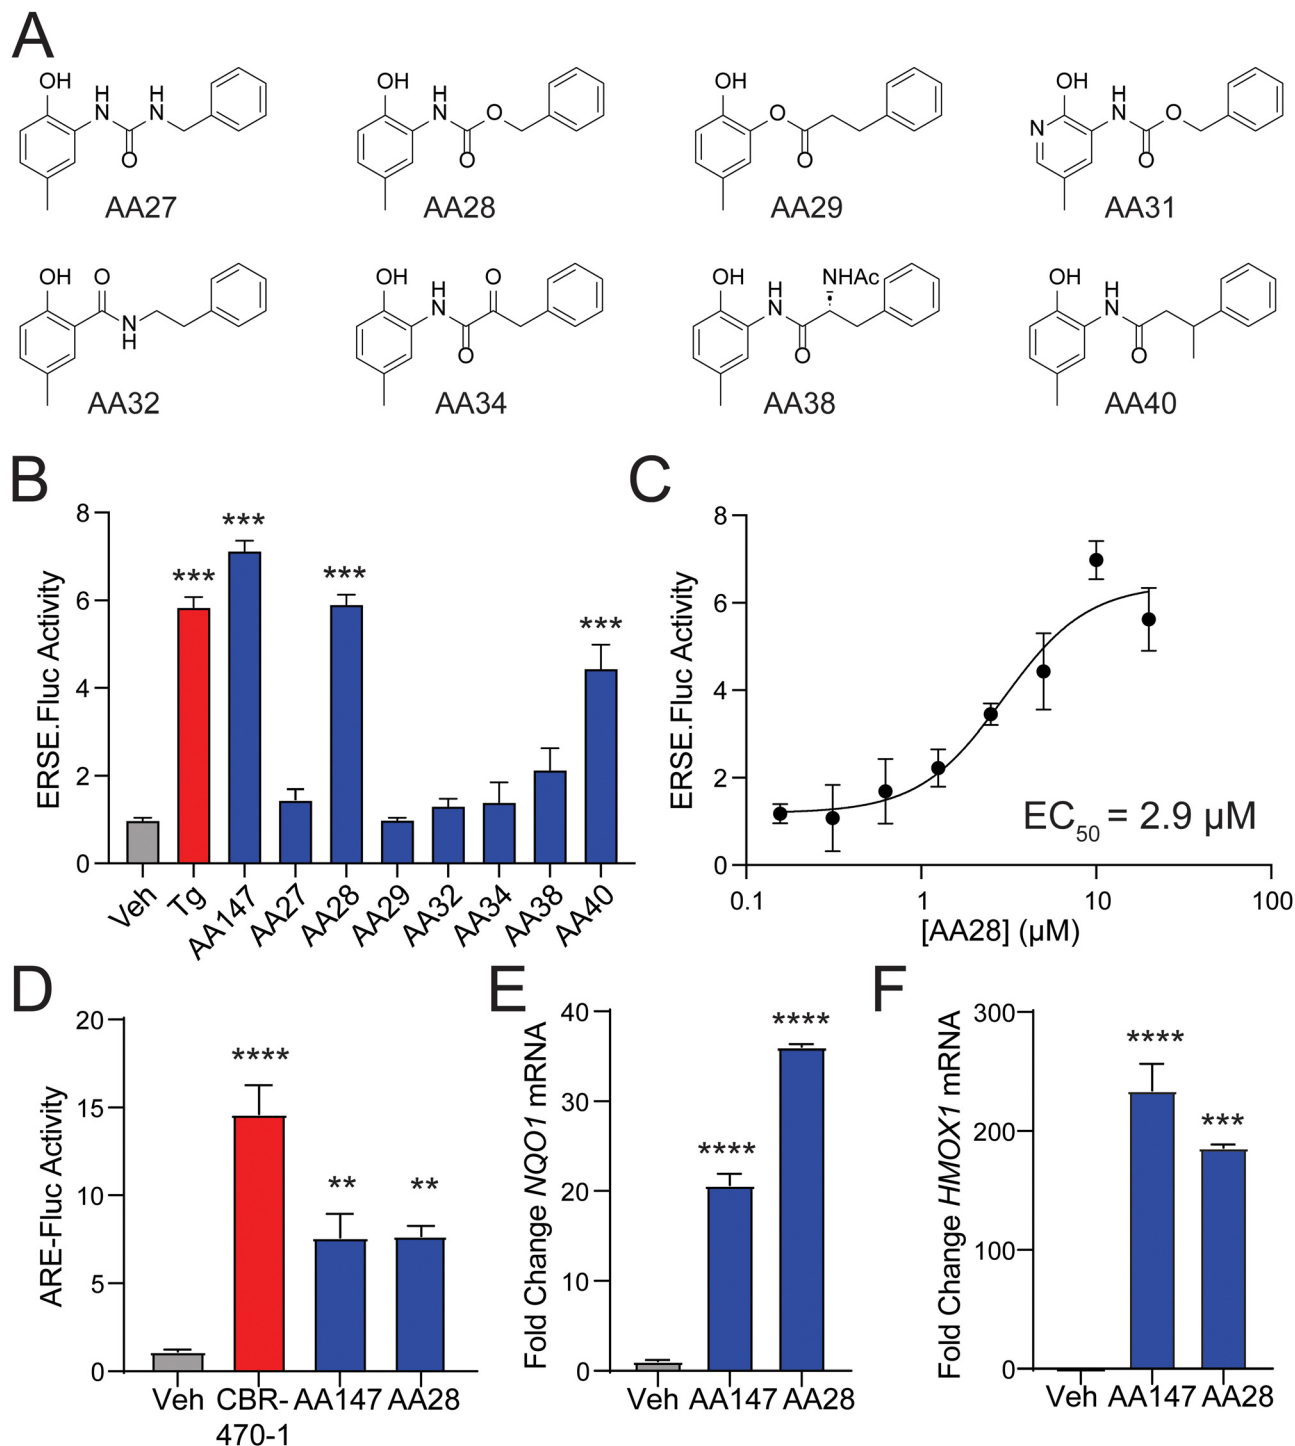 A
OH
H
N
H
N
O
AA27
OH
H
N
O
O
AA28
OH
O
O
AA29
OH
H
N
N
O
O
AA31
OH
O
N
H
AA32
OH
H
N
O
O
AA34
OH
H
N
NHAc
O
AA38
OH
H
N
O
AA40
B
ERSE.Fluc Activity
8
6
4
2
0
***
***
***
***
Veh
Tg
AA147
AA27
AA28
AA29
AA32
AA34
AA38
AA40
C
ERSE.Fluc Activity
8
6
4
2
0
EC50 = 2.9 µM
0.1
1
10
100
[AA28] (µM)
D
ARE-Fluc Activity
20
15
10
5
0
****
**
**
Veh
CBR-
470-1
AA147
AA28
E
Fold Change NQO1 mRNA
40
30
20
10
0
****
****
Veh
AA147
AA28
F
Fold Change HMOX1 mRNA
300
200
100
0
****
***
Veh
AA147
AA28